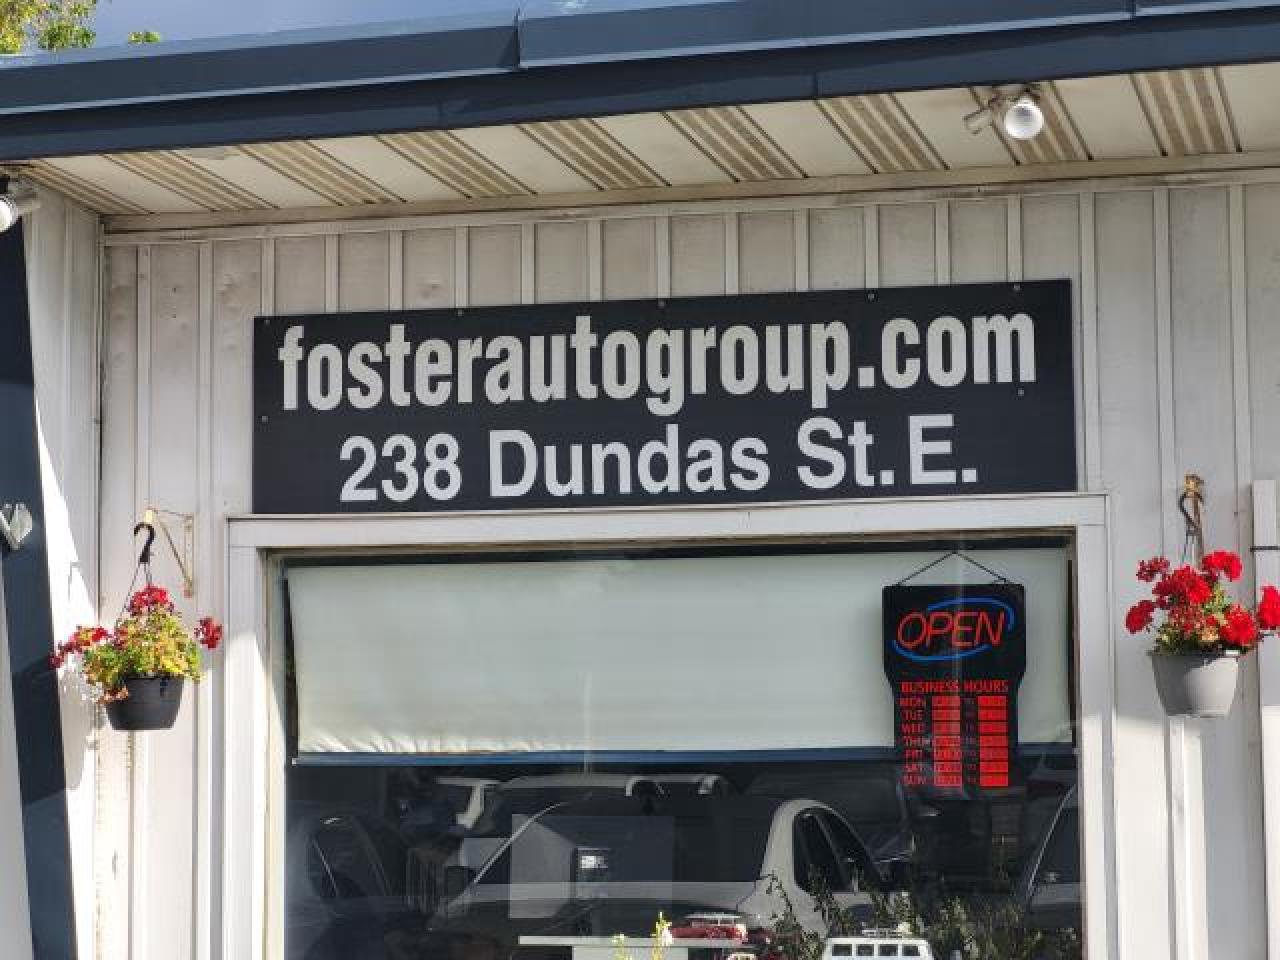 fosterautogroup.com
238 Dundas St. E.
OPEN
BUSINESS HOURS
MON
TUE
WED
THU
FRI
SAT
SUN